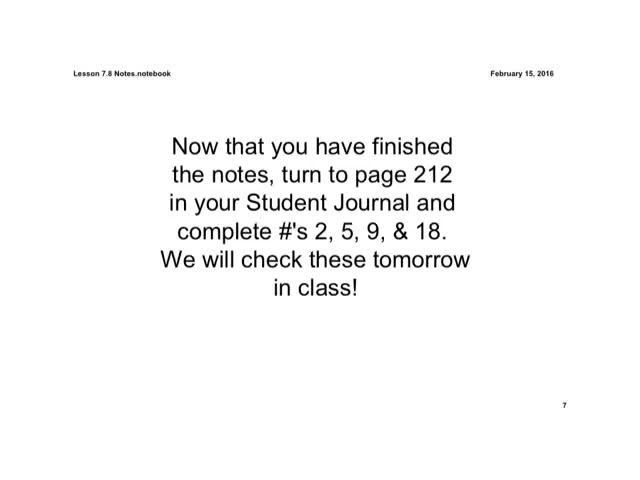 Lesson 7.8 Notes.notebook
February 15, 2016
Now that you have finished
the notes, turn to page 212
in your Student Journal and
complete #'s 2, 5, 9, & 18.
We will check these tomorrow
in class!
7